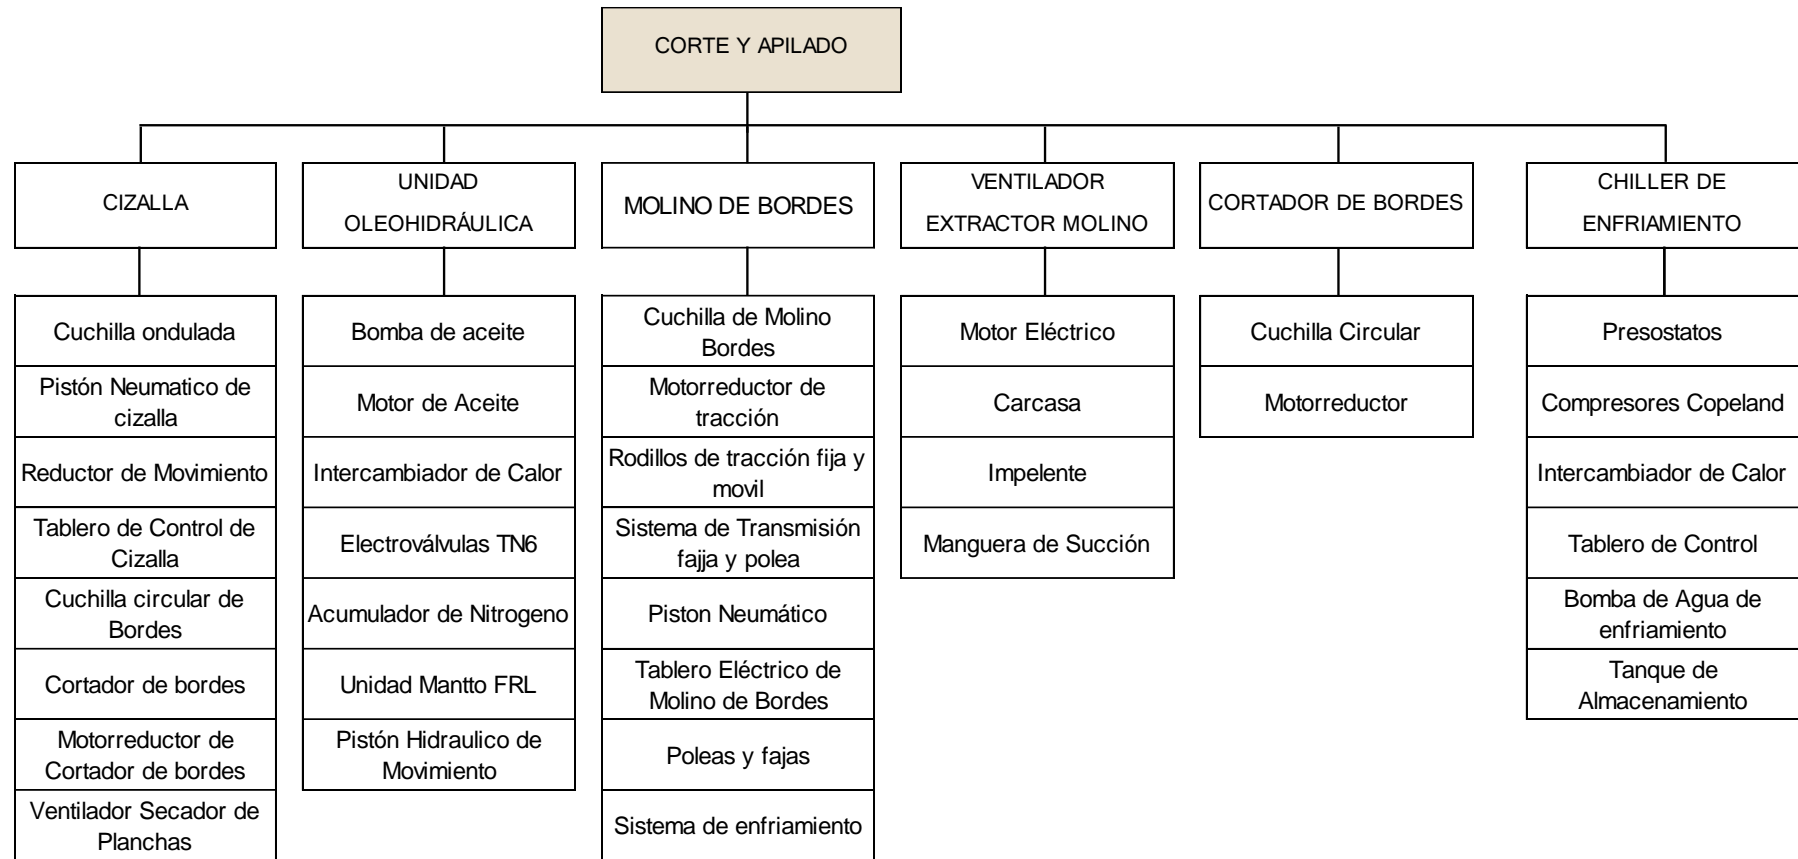 CORTE Y APILADO
CIZALLA
UNIDAD
OLEOHIDRÁULICA
MOLINO DE BORDES
VENTILADOR
EXTRACTOR MOLINO
CORTADOR DE BORDES
CHILLER DE
ENFRIAMIENTO
Cuchilla ondulada
Pistón Neumatico de
cizalla
Reductor de Movimiento
Tablero de Control de
Cizalla
Cuchilla circular de
Bordes
Cortador de bordes
Motorreductor de
Cortador de bordes
Ventilador Secador de
Planchas
Bomba de aceite
Motor de Aceite
Intercambiador de Calor
Electroválvulas TN6
Acumulador de Nitrogeno
Unidad Mantto FRL
Pistón Hidraulico de
Movimiento
Cuchilla de Molino
Bordes
Motorreductor de
tracción
Rodillos de tracción fija y
movil
Sistema de Transmisión
fajja y polea
Piston Neumático
Tablero Eléctrico de
Molino de Bordes
Poleas y fajas
Sistema de enfriamiento
Motor Eléctrico
Carcasa
Impelente
Manguera de Succión
Cuchilla Circular
Motorreductor
Presostatos
Compresores Copeland
Intercambiador de Calor
Tablero de Control
Bomba de Agua de
enfriamiento
Tanque de
Almacenamiento